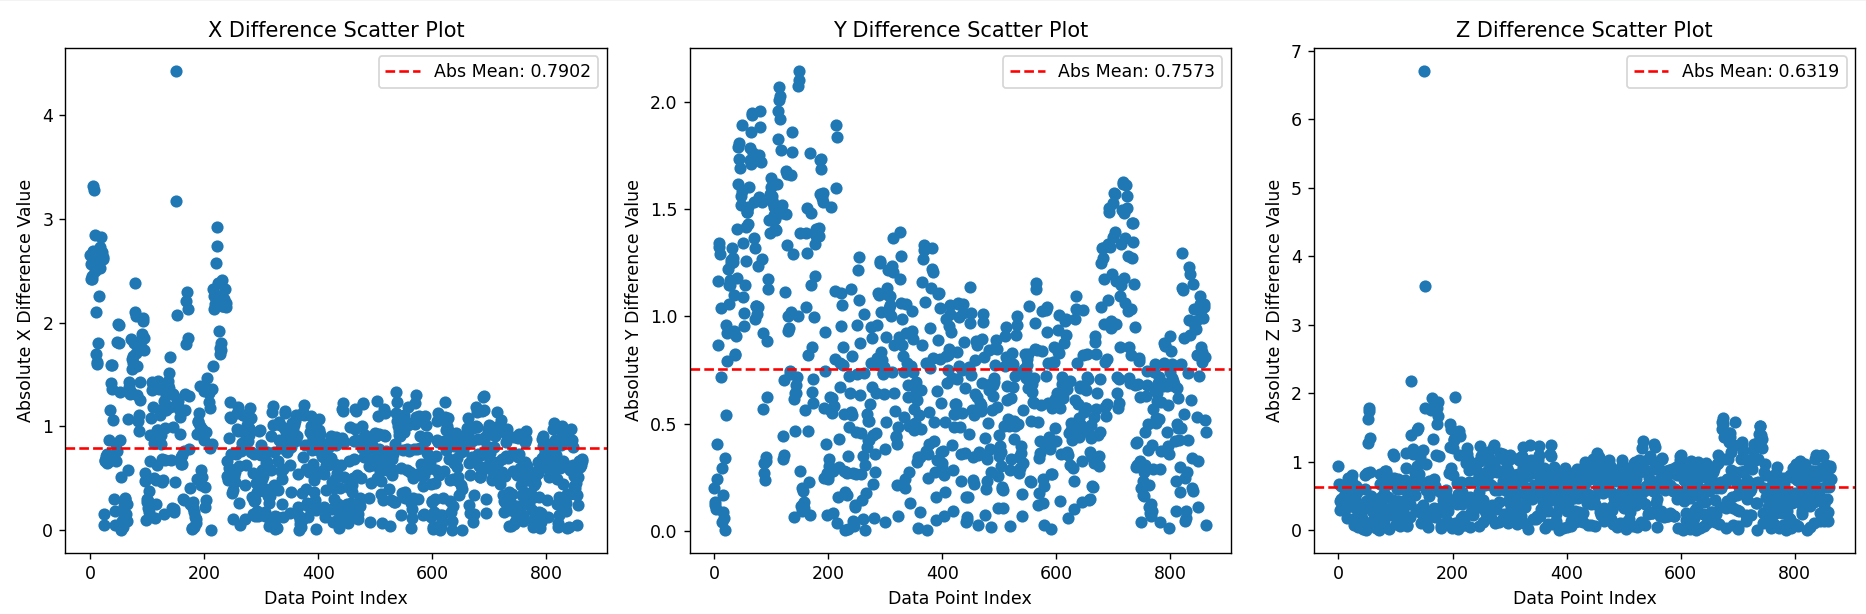 X Difference Scatter Plot
Abs Mean: 0.7902
Absolute X Difference Value
4
3
2
1
0
0 200 400 600 800
Data Point Index
Y Difference Scatter Plot
Abs Mean: 0.7573
Absolute Y Difference Value
2.0
1.5
1.0
0.5
0.0
0 200 400 600 800
Data Point Index
Z Difference Scatter Plot
Abs Mean: 0.6319
Absolute Z Difference Value
7
6
5
4
3
2
1
0
0 200 400 600 800
Data Point Index